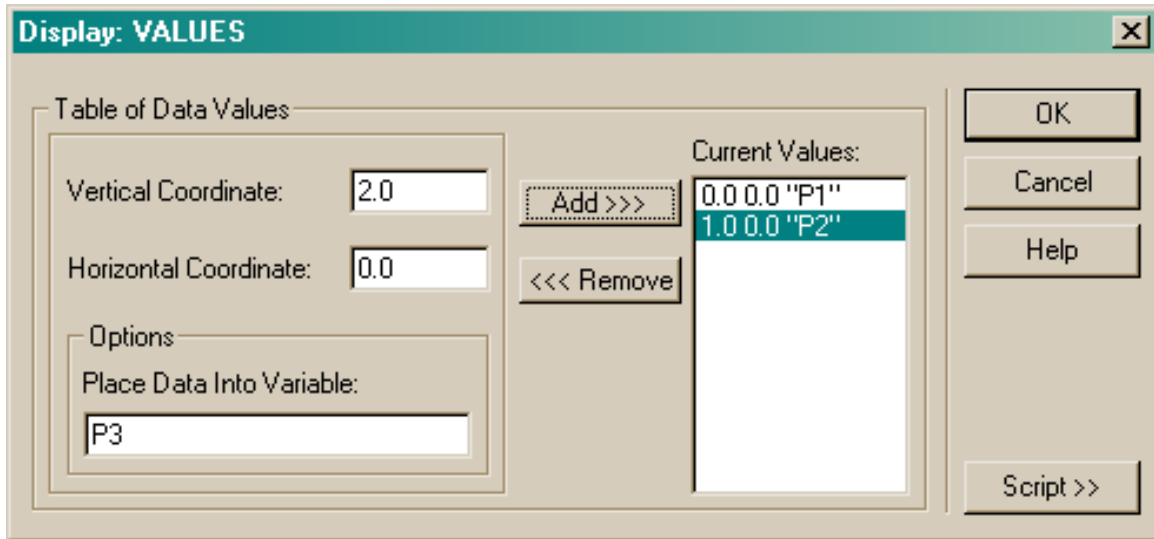 Display: VALUES
Table of Data Values
Vertical Coordinate:
2.0
Horizontal Coordinate:
0.0
Options
Place Data Into Variable:
P3
Add >>>
<<< Remove
Current Values:
0.0 0.0 "P1"
1.0 0.0 "P2"
OK
Cancel
Help
Script >>